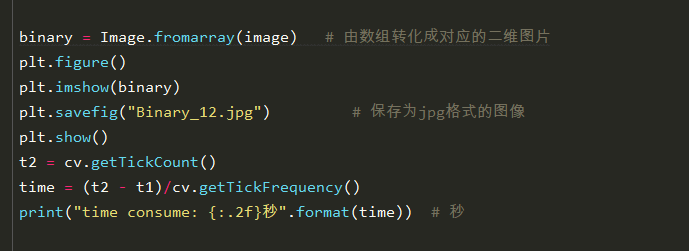 binary = Image.fromarray(image)   # 由数组转化成对应的二维图片
plt.figure()
plt.imshow(binary)
plt.savefig("Binary_12.jpg")          # 保存为jpg格式的图像
plt.show()
t2 = cv.getTickCount()
time = (t2 - t1)/cv.getTickFrequency()
print("time consume: {:.2f}秒".format(time))  # 秒